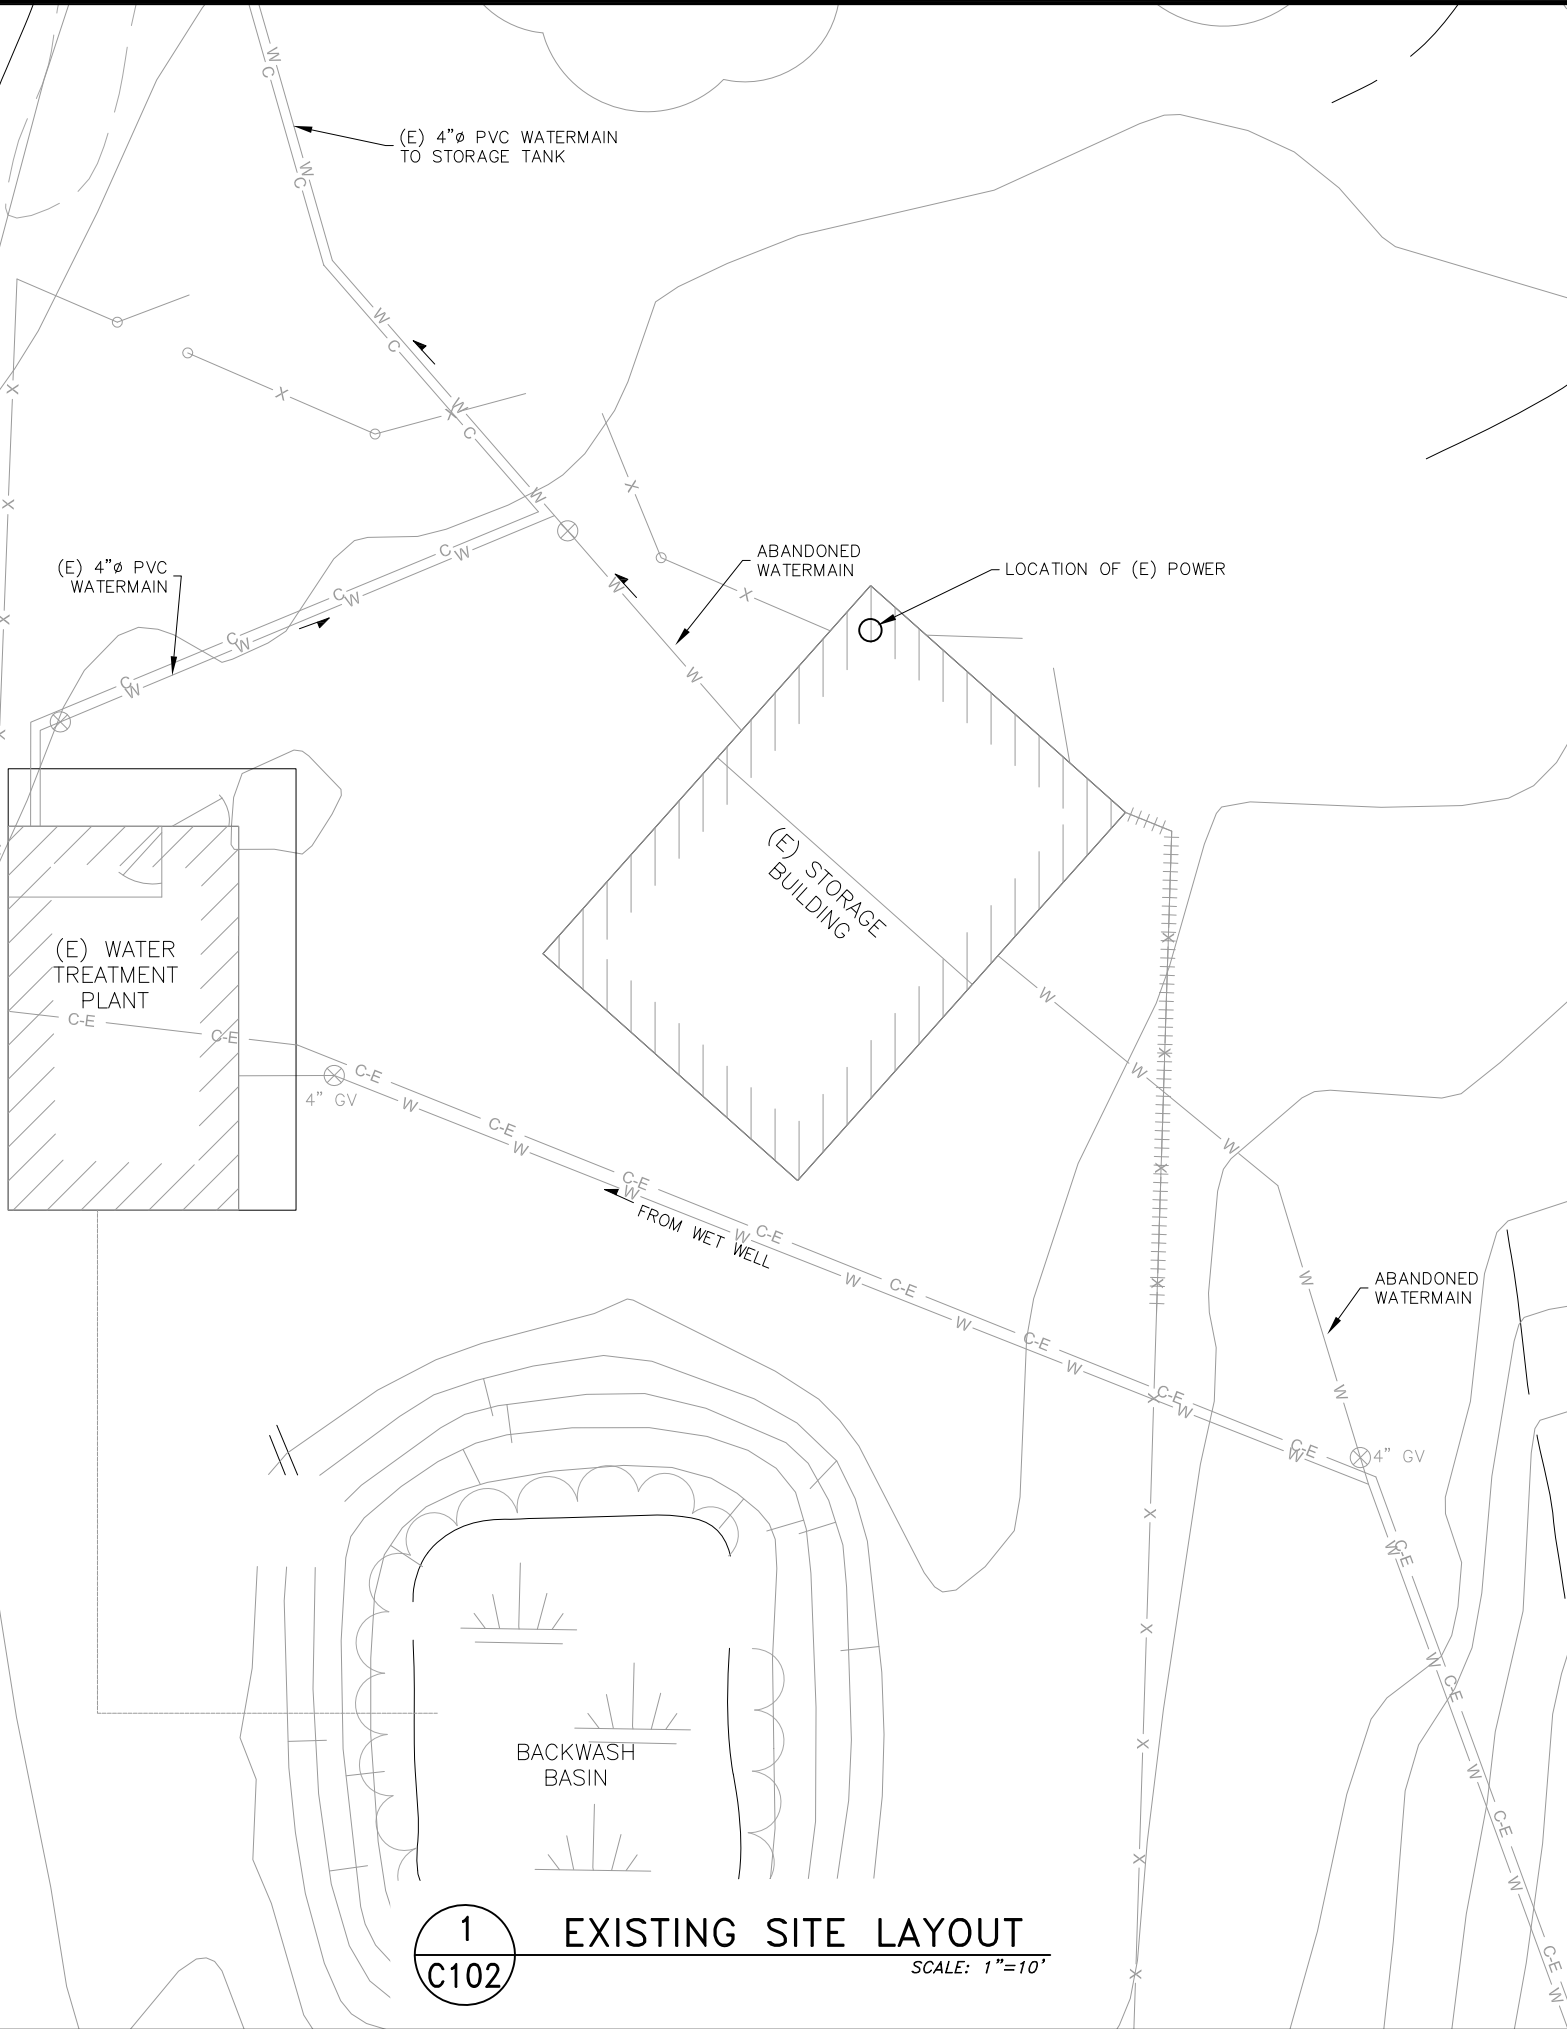 W
C
(E) 4"ø PVC WATERMAIN
TO STORAGE TANK
W
C
W
C
X
X
W
X
C
W
X
X
C
W
(E) 4"ø PVC
WATERMAIN
ABANDONED
WATERMAIN
LOCATION OF (E) POWER
W
X
C
W
X
C
W
W
C
W
X
(E) STORAGE
BUILDING
(E) WATER
TREATMENT
PLANT
X
W
C-E
C-E
X
W
C-E
4" GV
W
C-E
W
W
X
C-E
W
FROM WET WELL
C-E
W
W
C-E
W
X
ABANDONED
WATERMAIN
W
C-E
W
W
C-E
X
W
C-E
W
4" GV
X
C-E
W
X
W
C-E
X
BACKWASH
BASIN
W
C-E
X
W
1
C102
EXISTING SITE LAYOUT
SCALE: 1"=10'
C-E
X
W